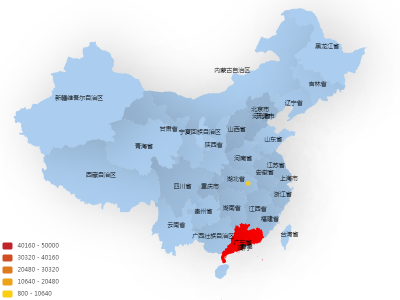 黑龙江省
内蒙古自治区
吉林省
新疆维吾尔自治区
辽宁省
北京市
天津市
甘肃省
宁夏回族自治区
山西省
山东省
青海省
陕西省
河南省
江苏省
西藏自治区
安徽省
上海市
四川省
重庆市
湖北省
浙江省
贵州省
湖南省
江西省
云南省
福建省
广西壮族自治区
台湾省
40160 - 50000
30320 - 40160
20480 - 30320
10640 - 20480
800 - 10640